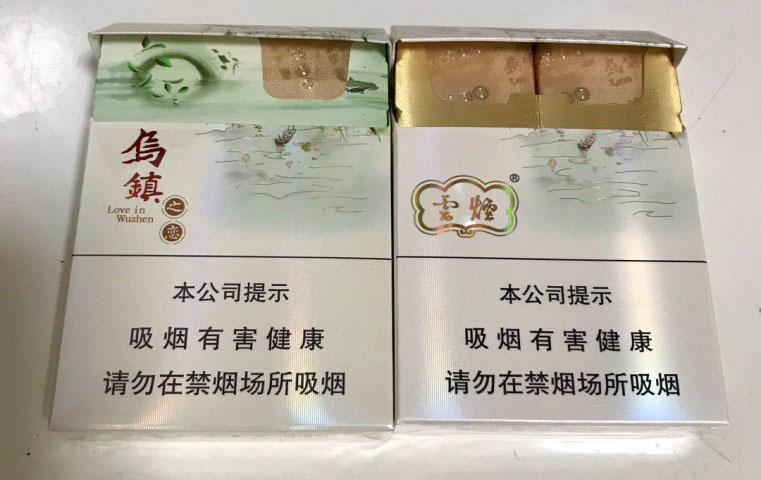 烏鎮
Love in
Wuzhen
之恋
本公司提示
吸烟有害健康
请勿在禁烟场所吸烟
雲煙®
本公司提示
吸烟有害健康
请勿在禁烟场所吸烟